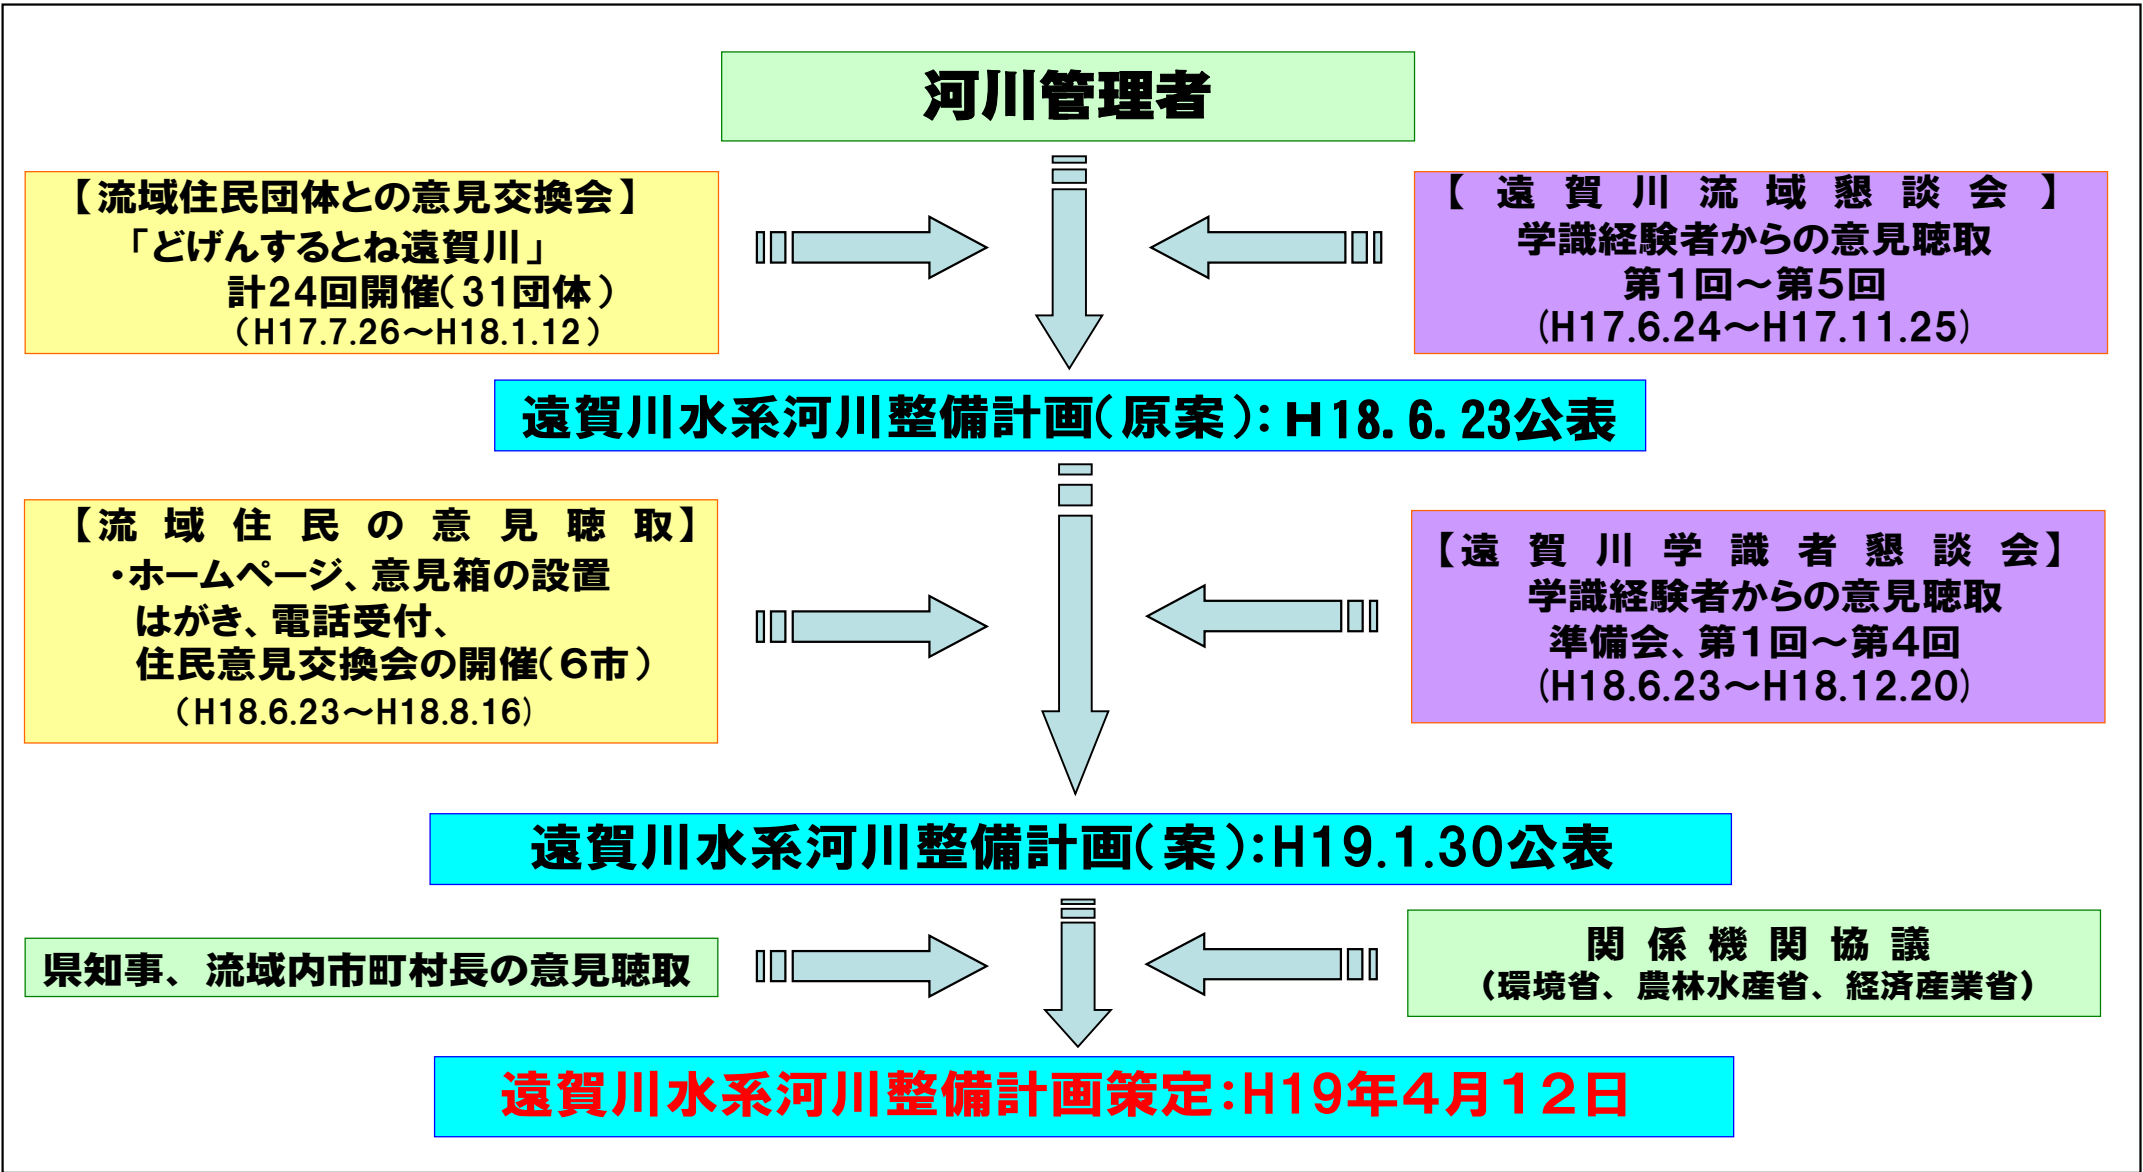 河川管理者
【流域住民団体との意見交換会】
「どげんするとね遠賀川」
計24回開催(31団体)
(H17.7.26～H18.1.12)
【遠賀川流域懇談会】
学識経験者からの意見聴取
第1回～第5回
(H17.6.24～H17.11.25)
遠賀川水系河川整備計画(原案):H18.6.23公表
【流域住民の意見聴取】
・ホームページ、意見箱の設置
はがき、電話受付、
住民意見交換会の開催(6市)
(H18.6.23～H18.8.16)
【遠賀川学識者懇談会】
学識経験者からの意見聴取
準備会、第1回～第4回
(H18.6.23～H18.12.20)
遠賀川水系河川整備計画(案):H19.1.30公表
県知事、流域内市町村長の意見聴取
関係機関協議
(環境省、農林水産省、経済産業省)
遠賀川水系河川整備計画策定:H19年4月12日